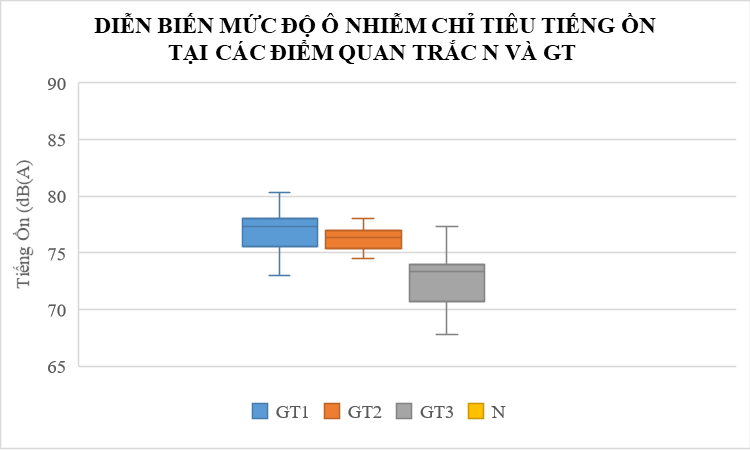 DIỄN BIẾN MỨC ĐỘ Ô NHIỄM CHỈ TIÊU TIẾNG ỒN
TẠI CÁC ĐIỂM QUAN TRẮC N VÀ GT
Tiếng Ồn (dB(A)
90
85
80
75
70
65
GT1 GT2 GT3 N